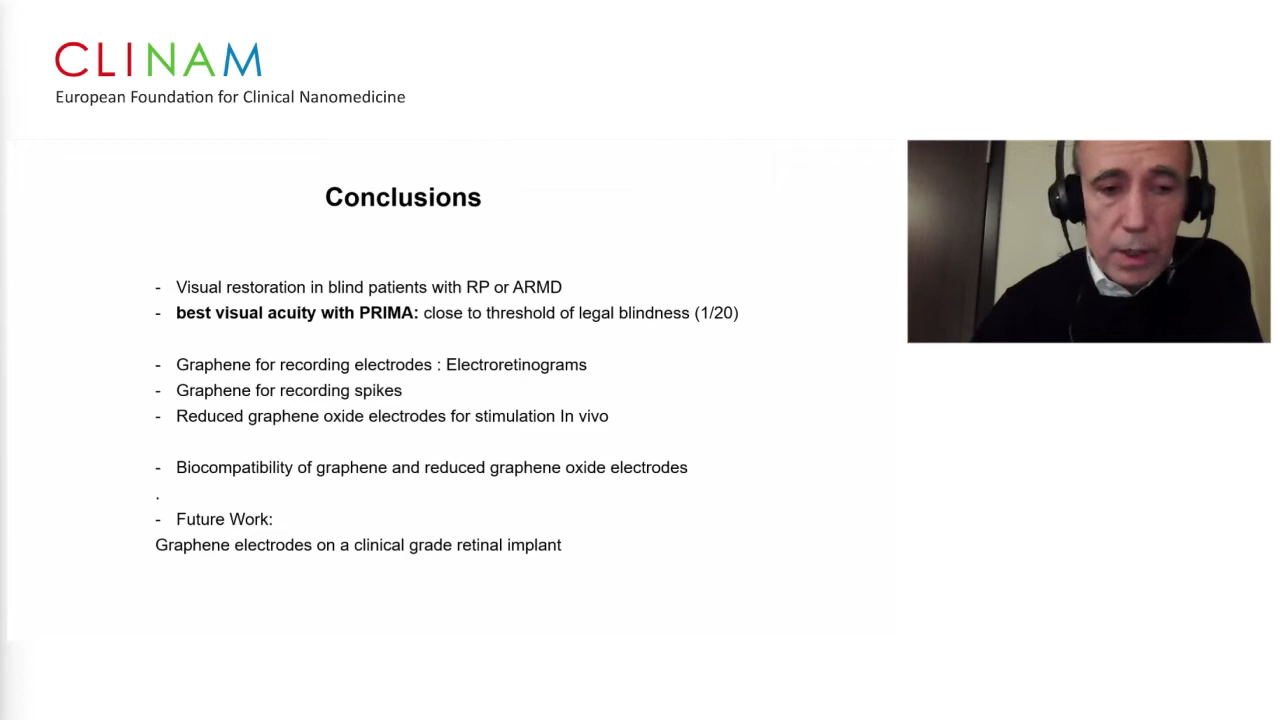 CLINAM
European Foundation for Clinical Nanomedicine
Conclusions
- Visual restoration in blind patients with RP or ARMD
- best visual acuity with PRIMA: close to threshold of legal blindness (1/20)
- Graphene for recording electrodes : Electroretinograms
- Graphene for recording spikes
- Reduced graphene oxide electrodes for stimulation In vivo
- Biocompatibility of graphene and reduced graphene oxide electrodes
.
- Future Work:
Graphene electrodes on a clinical grade retinal implant